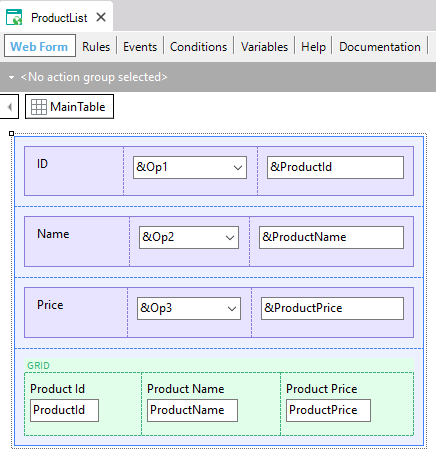 ProductList
Web Form Rules Events Conditions Variables Help Documentation
<No action group selected>
MainTable
ID &Op1 &ProductId
Name &Op2 &ProductName
Price &Op3 &ProductPrice
GRID
Product Id Product Name Product Price
ProductId ProductName ProductPrice